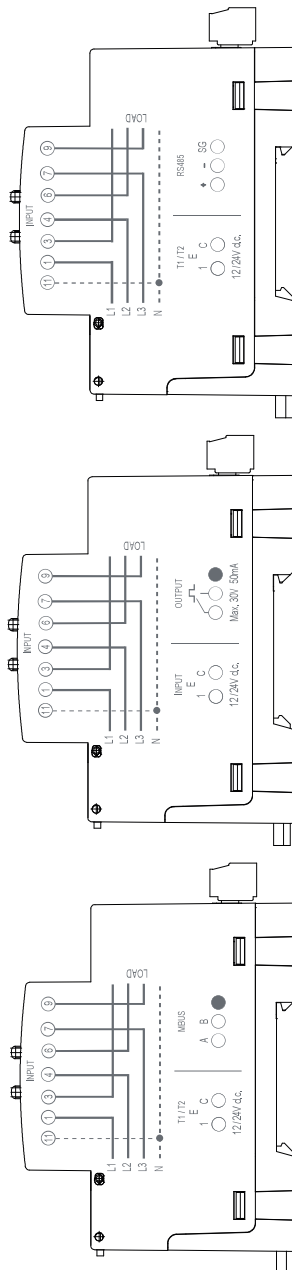 INPUT
11 1 3 4 6 7 9
LOAD
L1
L2
L3
N
T1 / T2
E
1 C
12/24V d.c.
RS485
+ - SG
INPUT
11 1 3 4 6 7 9
LOAD
L1
L2
L3
N
INPUT
E
1 C
12/24V d.c.
OUTPUT
Max. 30V 50mA
INPUT
11 1 3 4 6 7 9
LOAD
L1
L2
L3
N
T1 / T2
E
1 C
12/24V d.c.
MBUS
A B